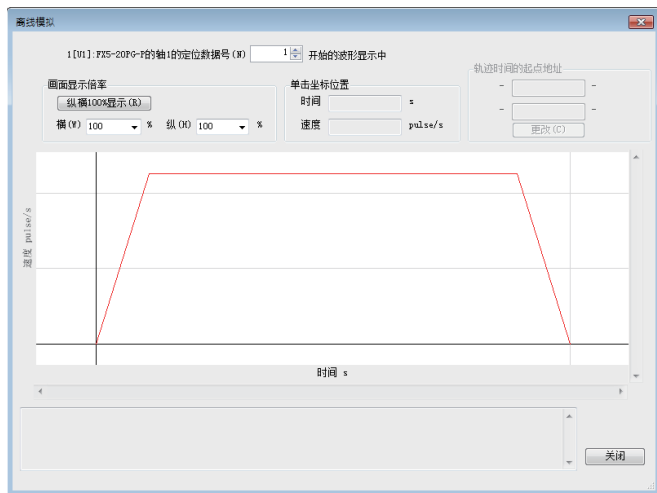 离线模拟
1[U1]:FX5-20PG-P的轴1的定位数据号(N) 1 开始的波形显示中
轨迹时间的起点地址
画面显示倍率
单击坐标位置
- -
纵横100%显示(R)
时间 s
- -
横(W) 100 % 纵(H) 100 %
速度 pulse/s
更改(C)
速度 pulse/s
时间 s
关闭